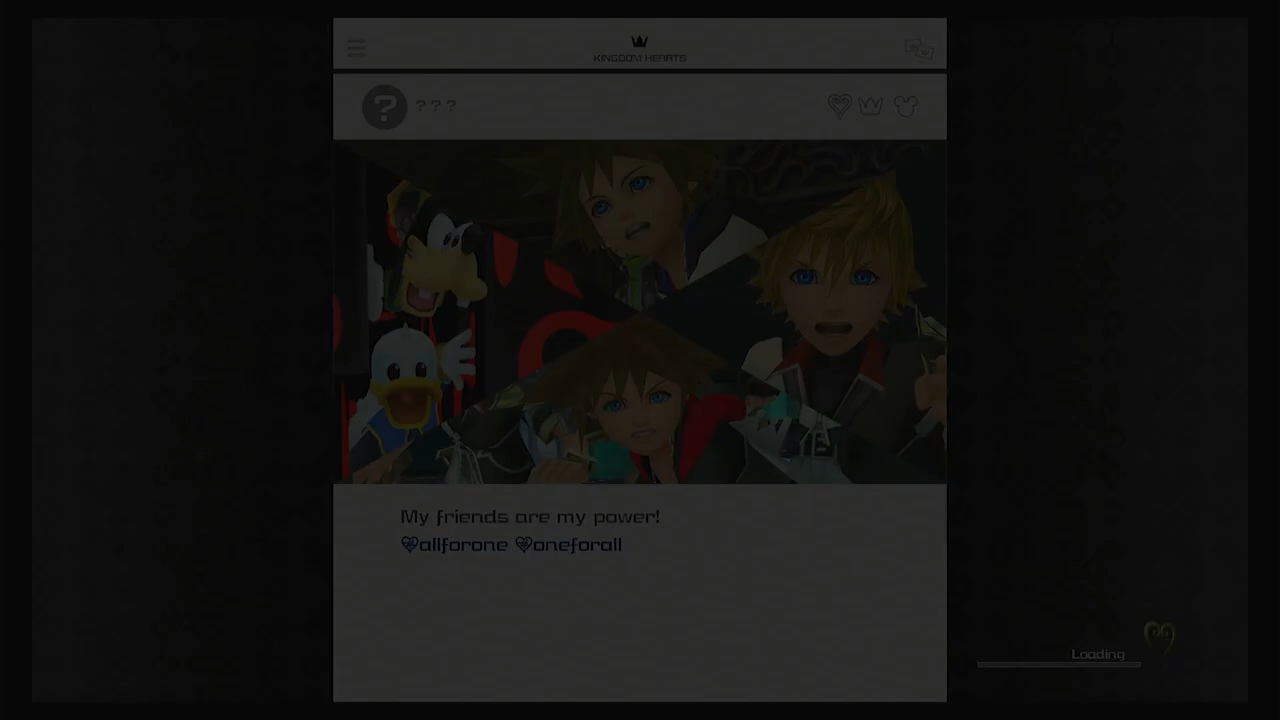 KINGDOM HEARTS
???
My friends are my power!
allforone oneforall
Loading